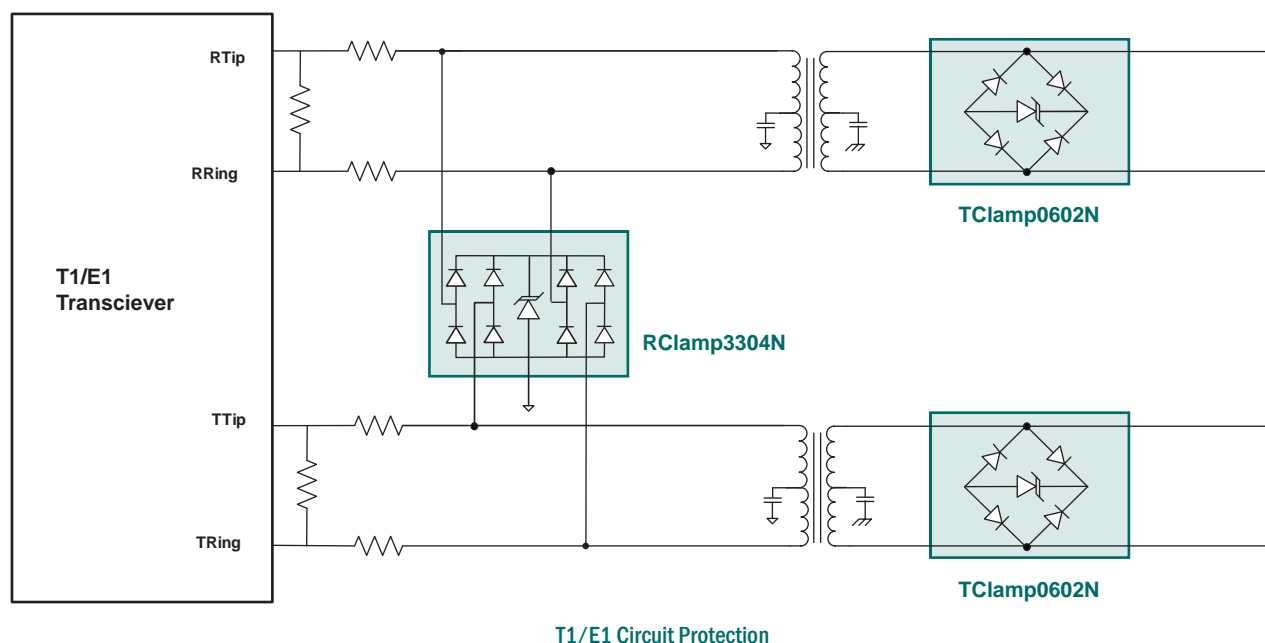 RTip
RRing
TClamp0602N
T1/E1
Transciever
RClamp3304N
TTip
TRing
TClamp0602N
T1/E1 Circuit Protection